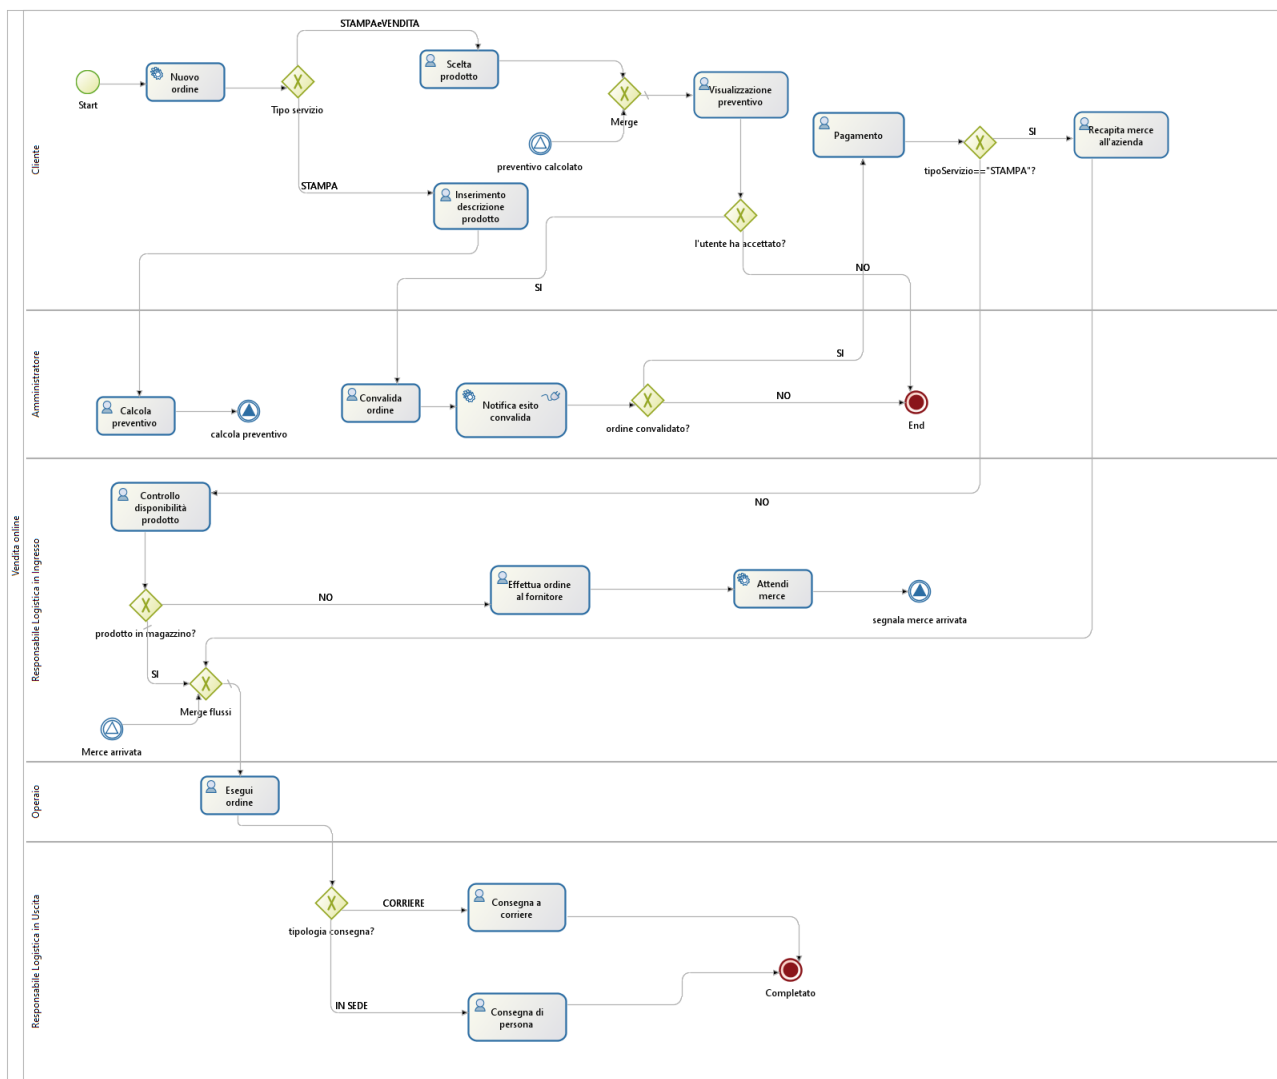 Vendita online
Cliente
Start
Nuovo
ordine
Tipo servizio
STAMPAeVENDITA
STAMPA
Scelta
prodotto
preventivo calcolato
Merge
Visualizzazione
preventivo
Inserimento
descrizione
prodotto
l'utente ha accettato?
SI
NO
Pagamento
tipoServizio=="STAMPA"?
SI
Recapita merce
all'azienda
Amministratore
Calcola
preventivo
calcola preventivo
Convalida
ordine
Notifica esito
convalida
ordine convalidato?
SI
NO
End
Responsabile Logistica in Ingresso
NO
Controllo
disponibilità
prodotto
prodotto in magazzino?
NO
SI
Effettua ordine
al fornitore
Attendi
merce
segnala merce arrivata
Merge flussi
Merce arrivata
Operaio
Esegui
ordine
Responsabile Logistica in Uscita
tipologia consegna?
CORRIERE
Consegna a
corriere
IN SEDE
Consegna di
persona
Completato